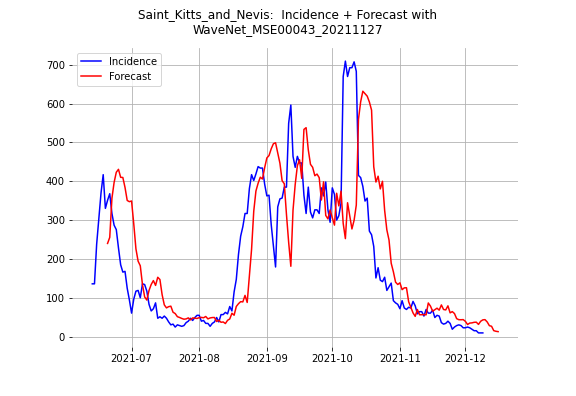 Saint_Kitts_and_Nevis:  Incidence + Forecast with
WaveNet_MSE00043_20211127
Incidence
Forecast
700
600
500
400
300
200
100
0
2021-07 2021-08 2021-09 2021-10 2021-11 2021-12